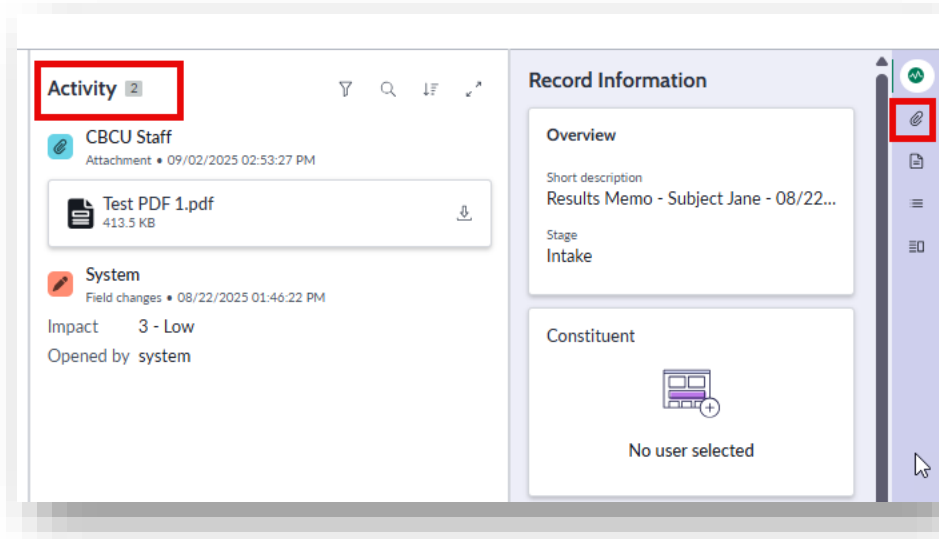 Activity 2
CBCU Staff
Attachment • 09/02/2025 02:53:27 PM
Test PDF 1.pdf
413.5 KB
System
Field changes • 08/22/2025 01:46:22 PM
Impact 3 - Low
Opened by system
Record Information
Overview
Short description
Results Memo - Subject Jane - 08/22...
Stage
Intake
Constituent
No user selected